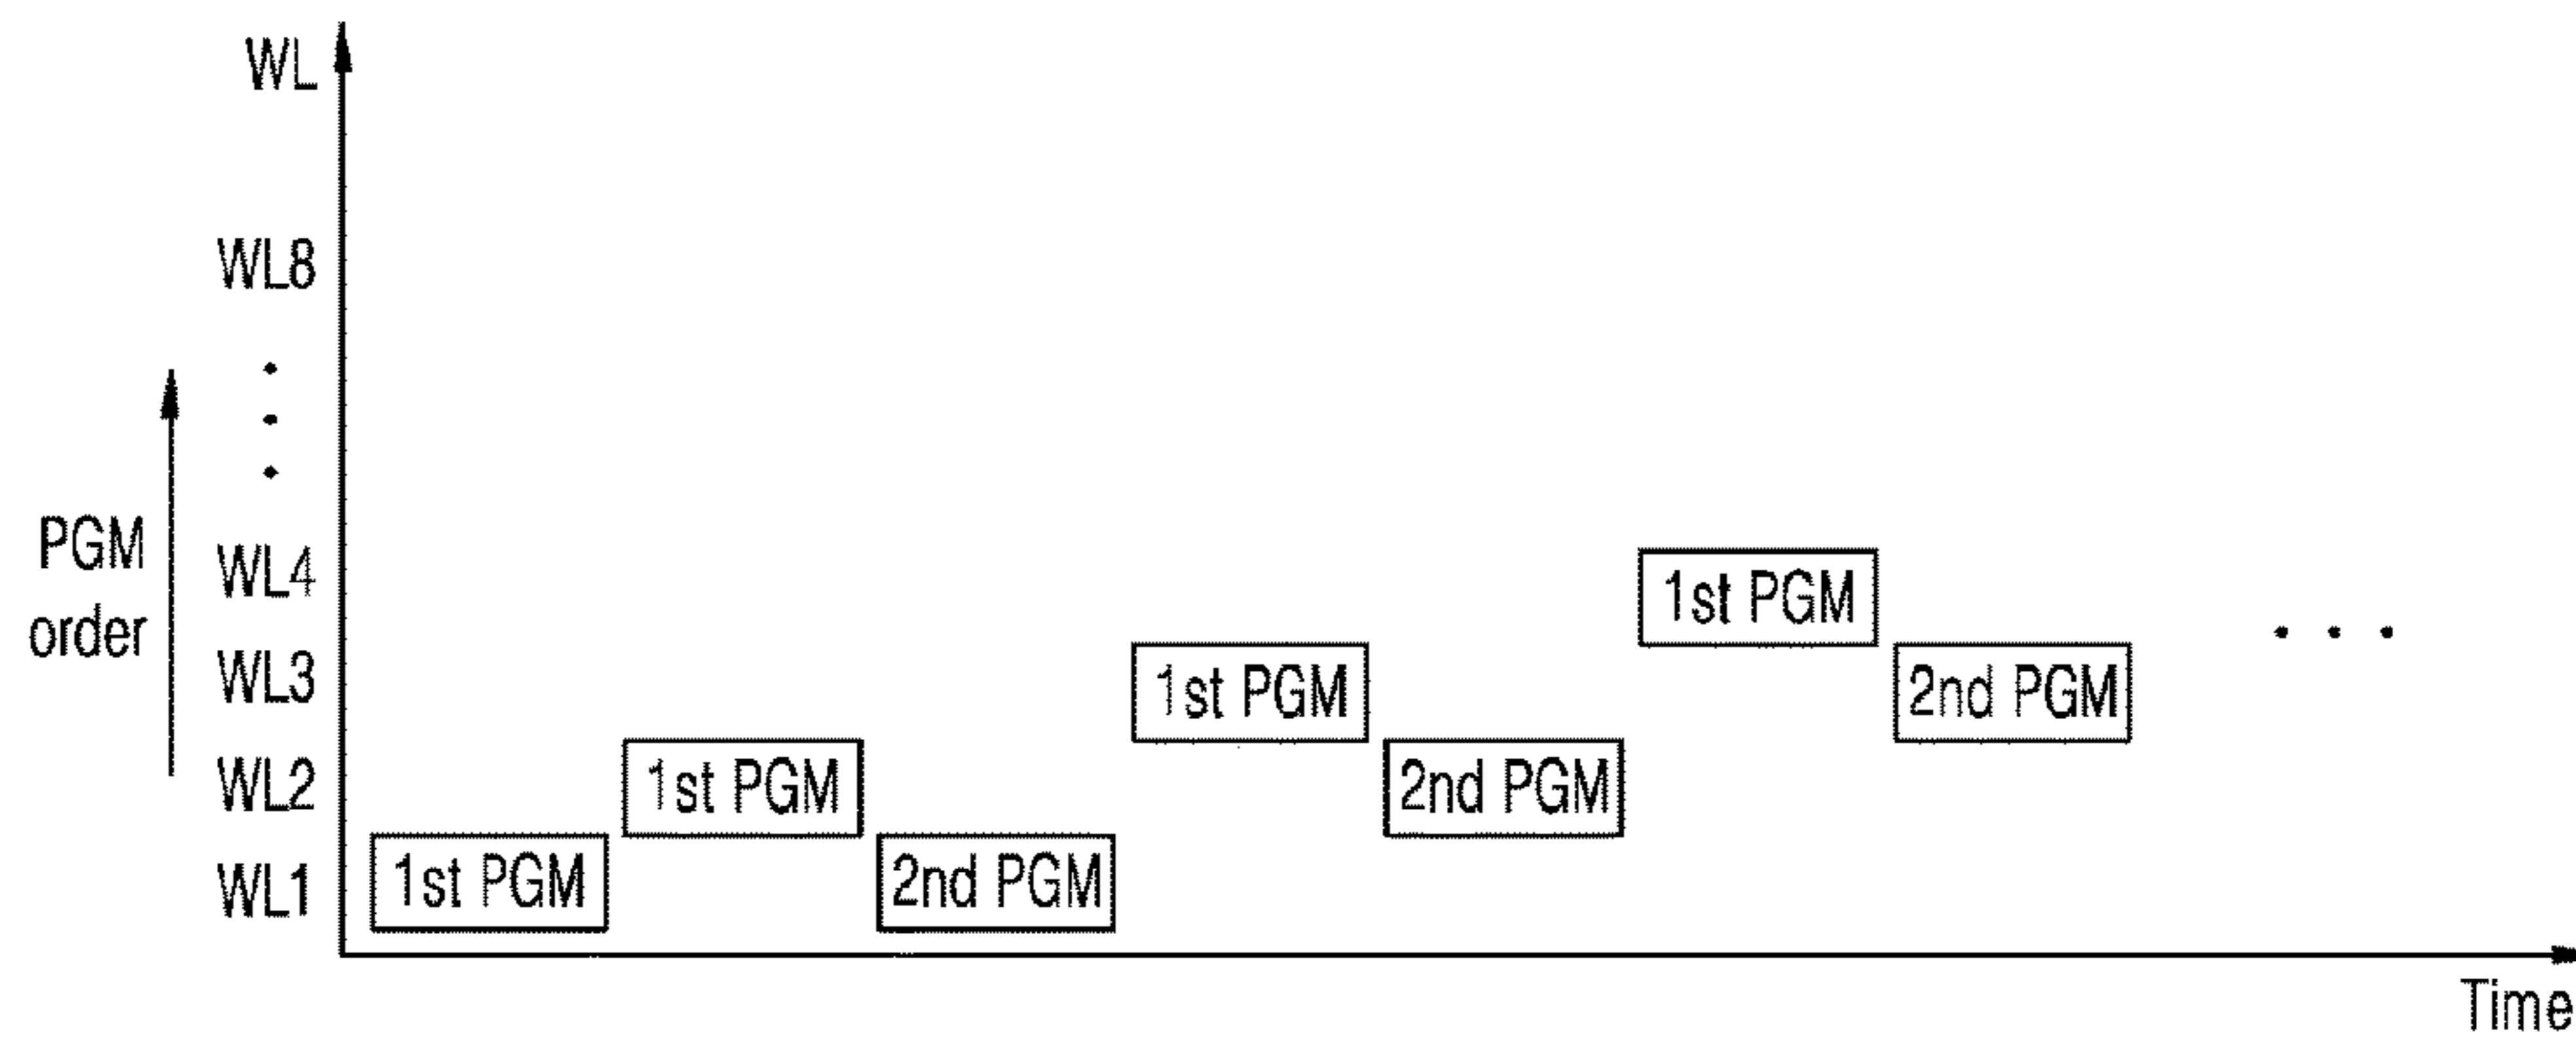 WL
WL8
PGM
order
WL4
WL3
WL2
WL1
1st PGM
2nd PGM
1st PGM
1st PGM
2nd PGM
1st PGM
2nd PGM
Time